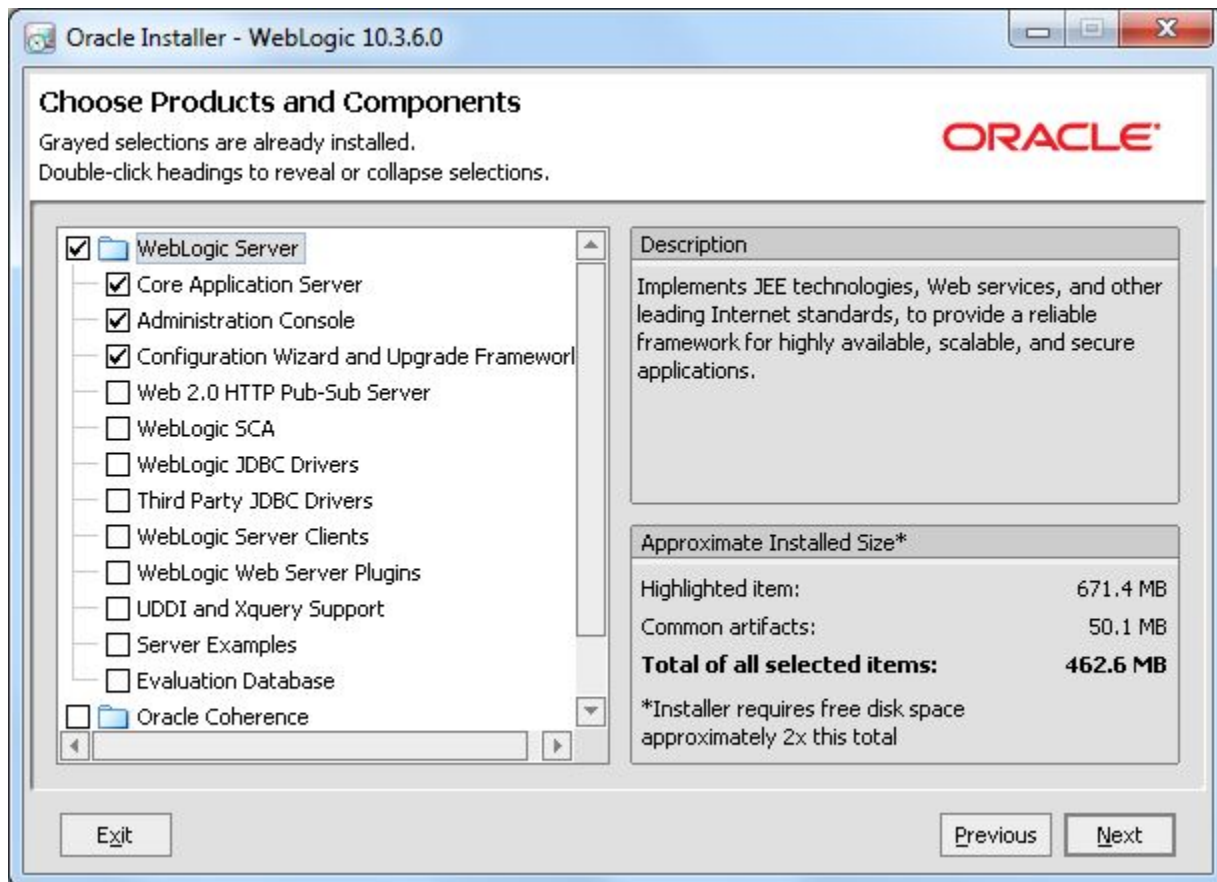 Oracle Installer - WebLogic 10.3.6.0
Choose Products and Components
Grayed selections are already installed.
Double-click headings to reveal or collapse selections.
ORACLE
WebLogic Server
Core Application Server
Administration Console
Configuration Wizard and Upgrade Framework
Web 2.0 HTTP Pub-Sub Server
WebLogic SCA
WebLogic JDBC Drivers
Third Party JDBC Drivers
WebLogic Server Clients
WebLogic Web Server Plugins
UDDI and Xquery Support
Server Examples
Evaluation Database
Oracle Coherence
Description
Implements JEE technologies, Web services, and other
leading Internet standards, to provide a reliable
framework for highly available, scalable, and secure
applications.
Approximate Installed Size*
Highlighted item: 671.4 MB
Common artifacts: 50.1 MB
Total of all selected items: 462.6 MB
*Installer requires free disk space
approximately 2x this total
Exit
Previous
Next